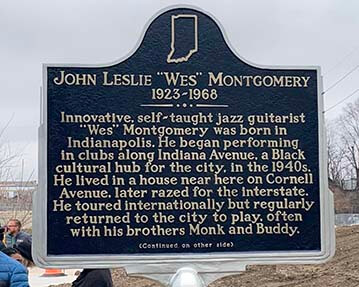 JOHN LESLIE "WES" MONTGOMERY
1923-1968
Innovative, self-taught jazz guitarist
"Wes" Montgomery was born in
Indianapolis. He began performing
in clubs along Indiana Avenue, a Black
cultural hub for the city, in the 1940s.
He lived in a house near here on Cornell
Avenue, later razed for the interstate.
He toured internationally but regularly
returned to the city to play, often
with his brothers Monk and Buddy.
(Continued on other side)